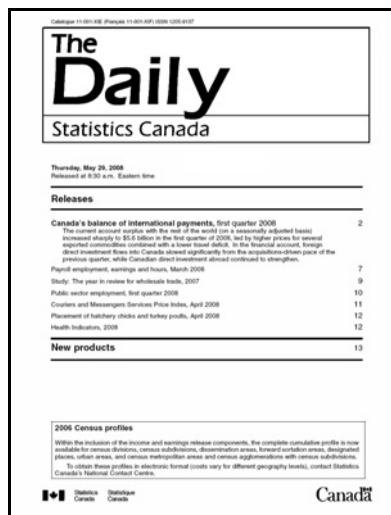 Catalogue 11-001-XIE (Français 11-001-XIF) ISSN 1205-9137
The
Daily
Statistics Canada
Thursday, May 29, 2008
Released at 8:30 a.m. Eastern time
Releases
Canada's balance of international payments, first quarter 2008 2
The current account surplus with the rest of the world (on a seasonally adjusted basis)
increased sharply to $5.6 billion in the first quarter of 2008, led by higher prices for several
exported commodities combined with a lower travel deficit. In the financial account, foreign
direct investment flows into Canada slowed significantly from the acquisitions-driven pace of the
previous quarter, while Canadian direct investment abroad continued to strengthen.
Payroll employment, earnings and hours, March 2008 7
Study: The year in review for wholesale trade, 2007 9
Public sector employment, first quarter 2008 10
Couriers and Messengers Services Price Index, April 2008 11
Placement of hatchery chicks and turkey poults, April 2008 12
Health Indicators, 2008 12
New products 13
2006 Census profiles
Within the inclusion of the income and earnings release components, the complete cumulative profile is now
available for census divisions, census subdivisions, dissemination areas, forward sortation areas, designated
places, urban areas, and census metropolitan areas and census agglomerations with census subdivisions.
To obtain these profiles in electronic format (costs vary for different geography levels), contact Statistics
Canada's National Contact Centre.
Statistics Statistique
Canada Canada
Canada